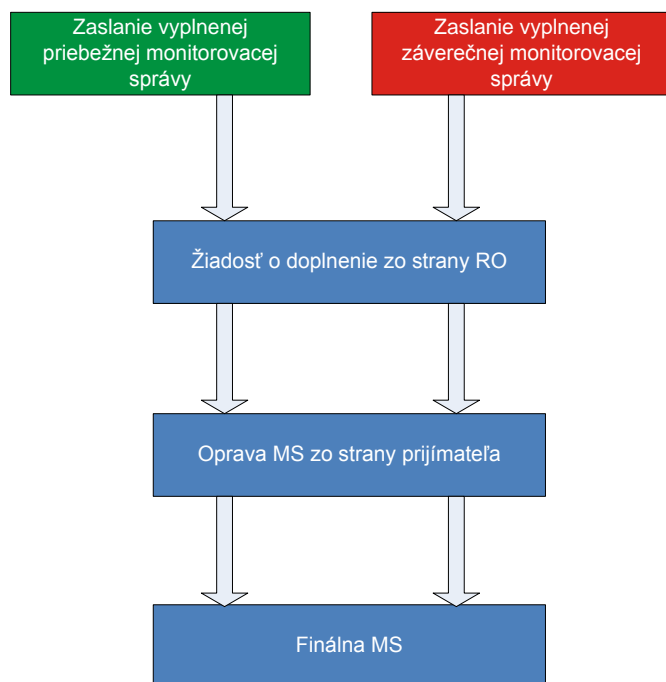 Zaslanie vyplnenej
priebežnej monitorovacej
správy
Zaslanie vyplnenej
záverečnej monitorovacej
správy
Žiadosť o doplnenie zo strany RO
Oprava MS zo strany prijímateľa
Finálna MS